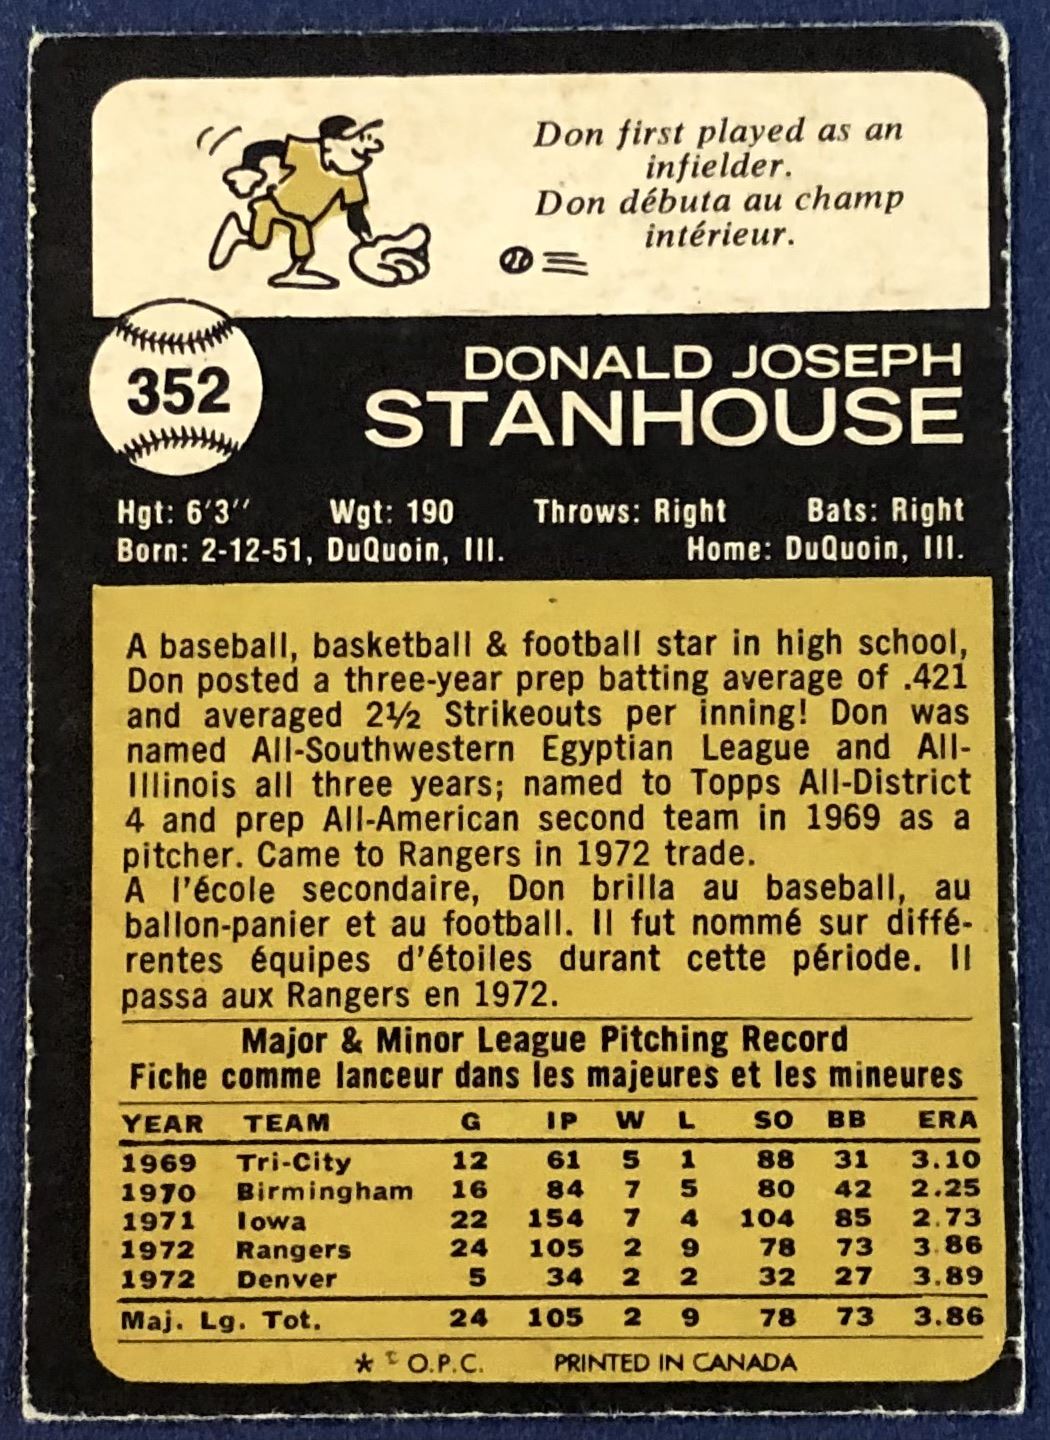 Don first played as an
infielder.
Don débuta au champ
intérieur.
352
DONALD JOSEPH
STANHOUSE
Hgt: 6'3" Wgt: 190 Throws: Right Bats: Right
Born: 2-12-51, DuQuoin, Ill. Home: DuQuoin, Ill.
A baseball, basketball & football star in high school,
Don posted a three-year prep batting average of .421
and averaged 2½ Strikeouts per inning! Don was
named All-Southwestern Egyptian League and All-
Illinois all three years; named to Topps All-District
4 and prep All-American second team in 1969 as a
pitcher. Came to Rangers in 1972 trade.
A l'école secondaire, Don brilla au baseball, au
ballon-panier et au football. Il fut nommé sur diffé-
rentes équipes d'étoiles durant cette période. Il
passa aux Rangers en 1972.
Major & Minor League Pitching Record
Fiche comme lanceur dans les majeures et les mineures
YEAR TEAM G IP W L SO BB ERA
1969 Tri-City 12 61 5 1 88 31 3.10
1970 Birmingham 16 84 7 5 80 42 2.25
1971 Iowa 22 154 7 4 104 85 2.73
1972 Rangers 24 105 2 9 78 73 3.86
1972 Denver 5 34 2 2 32 27 3.89
Maj. Lg. Tot. 24 105 2 9 78 73 3.86
* © O.P.C. PRINTED IN CANADA